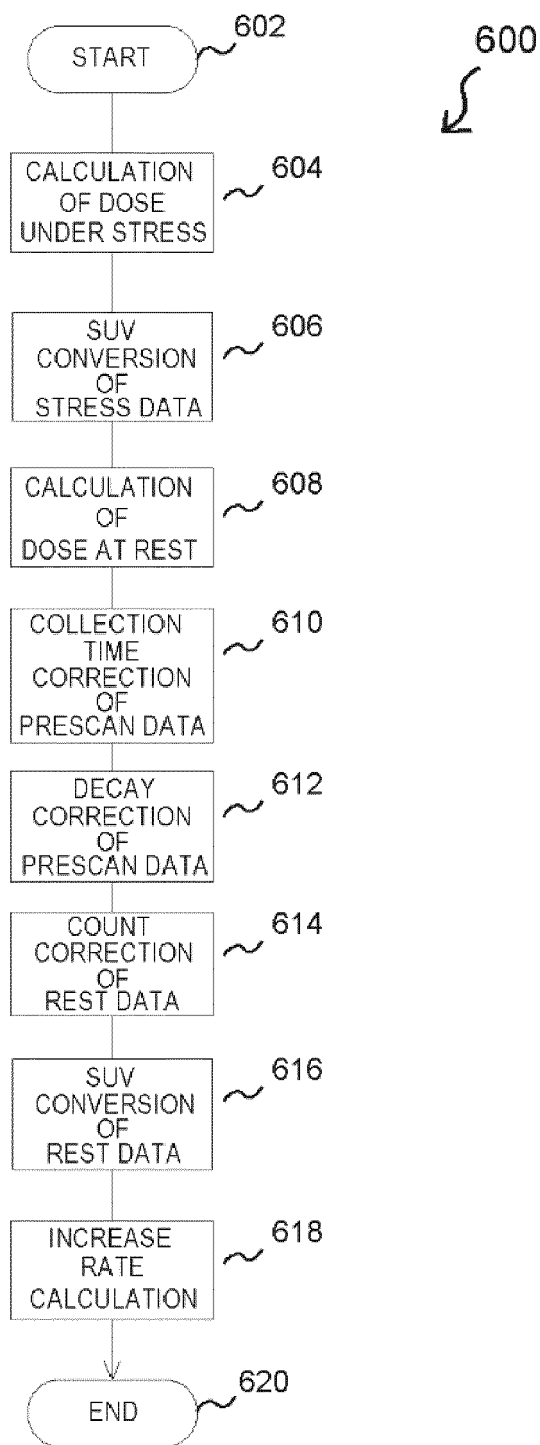 600
START
602
CALCULATION
OF DOSE
UNDER STRESS
604
SUV
CONVERSION
OF
STRESS DATA
606
CALCULATION
OF
DOSE AT REST
608
COLLECTION
TIME
CORRECTION
OF
PRESCAN DATA
610
DECAY
CORRECTION
OF
PRESCAN DATA
612
COUNT
CORRECTION
OF
REST DATA
614
SUV
CONVERSION
OF
REST DATA
616
INCREASE
RATE
CALCULATION
618
END
620